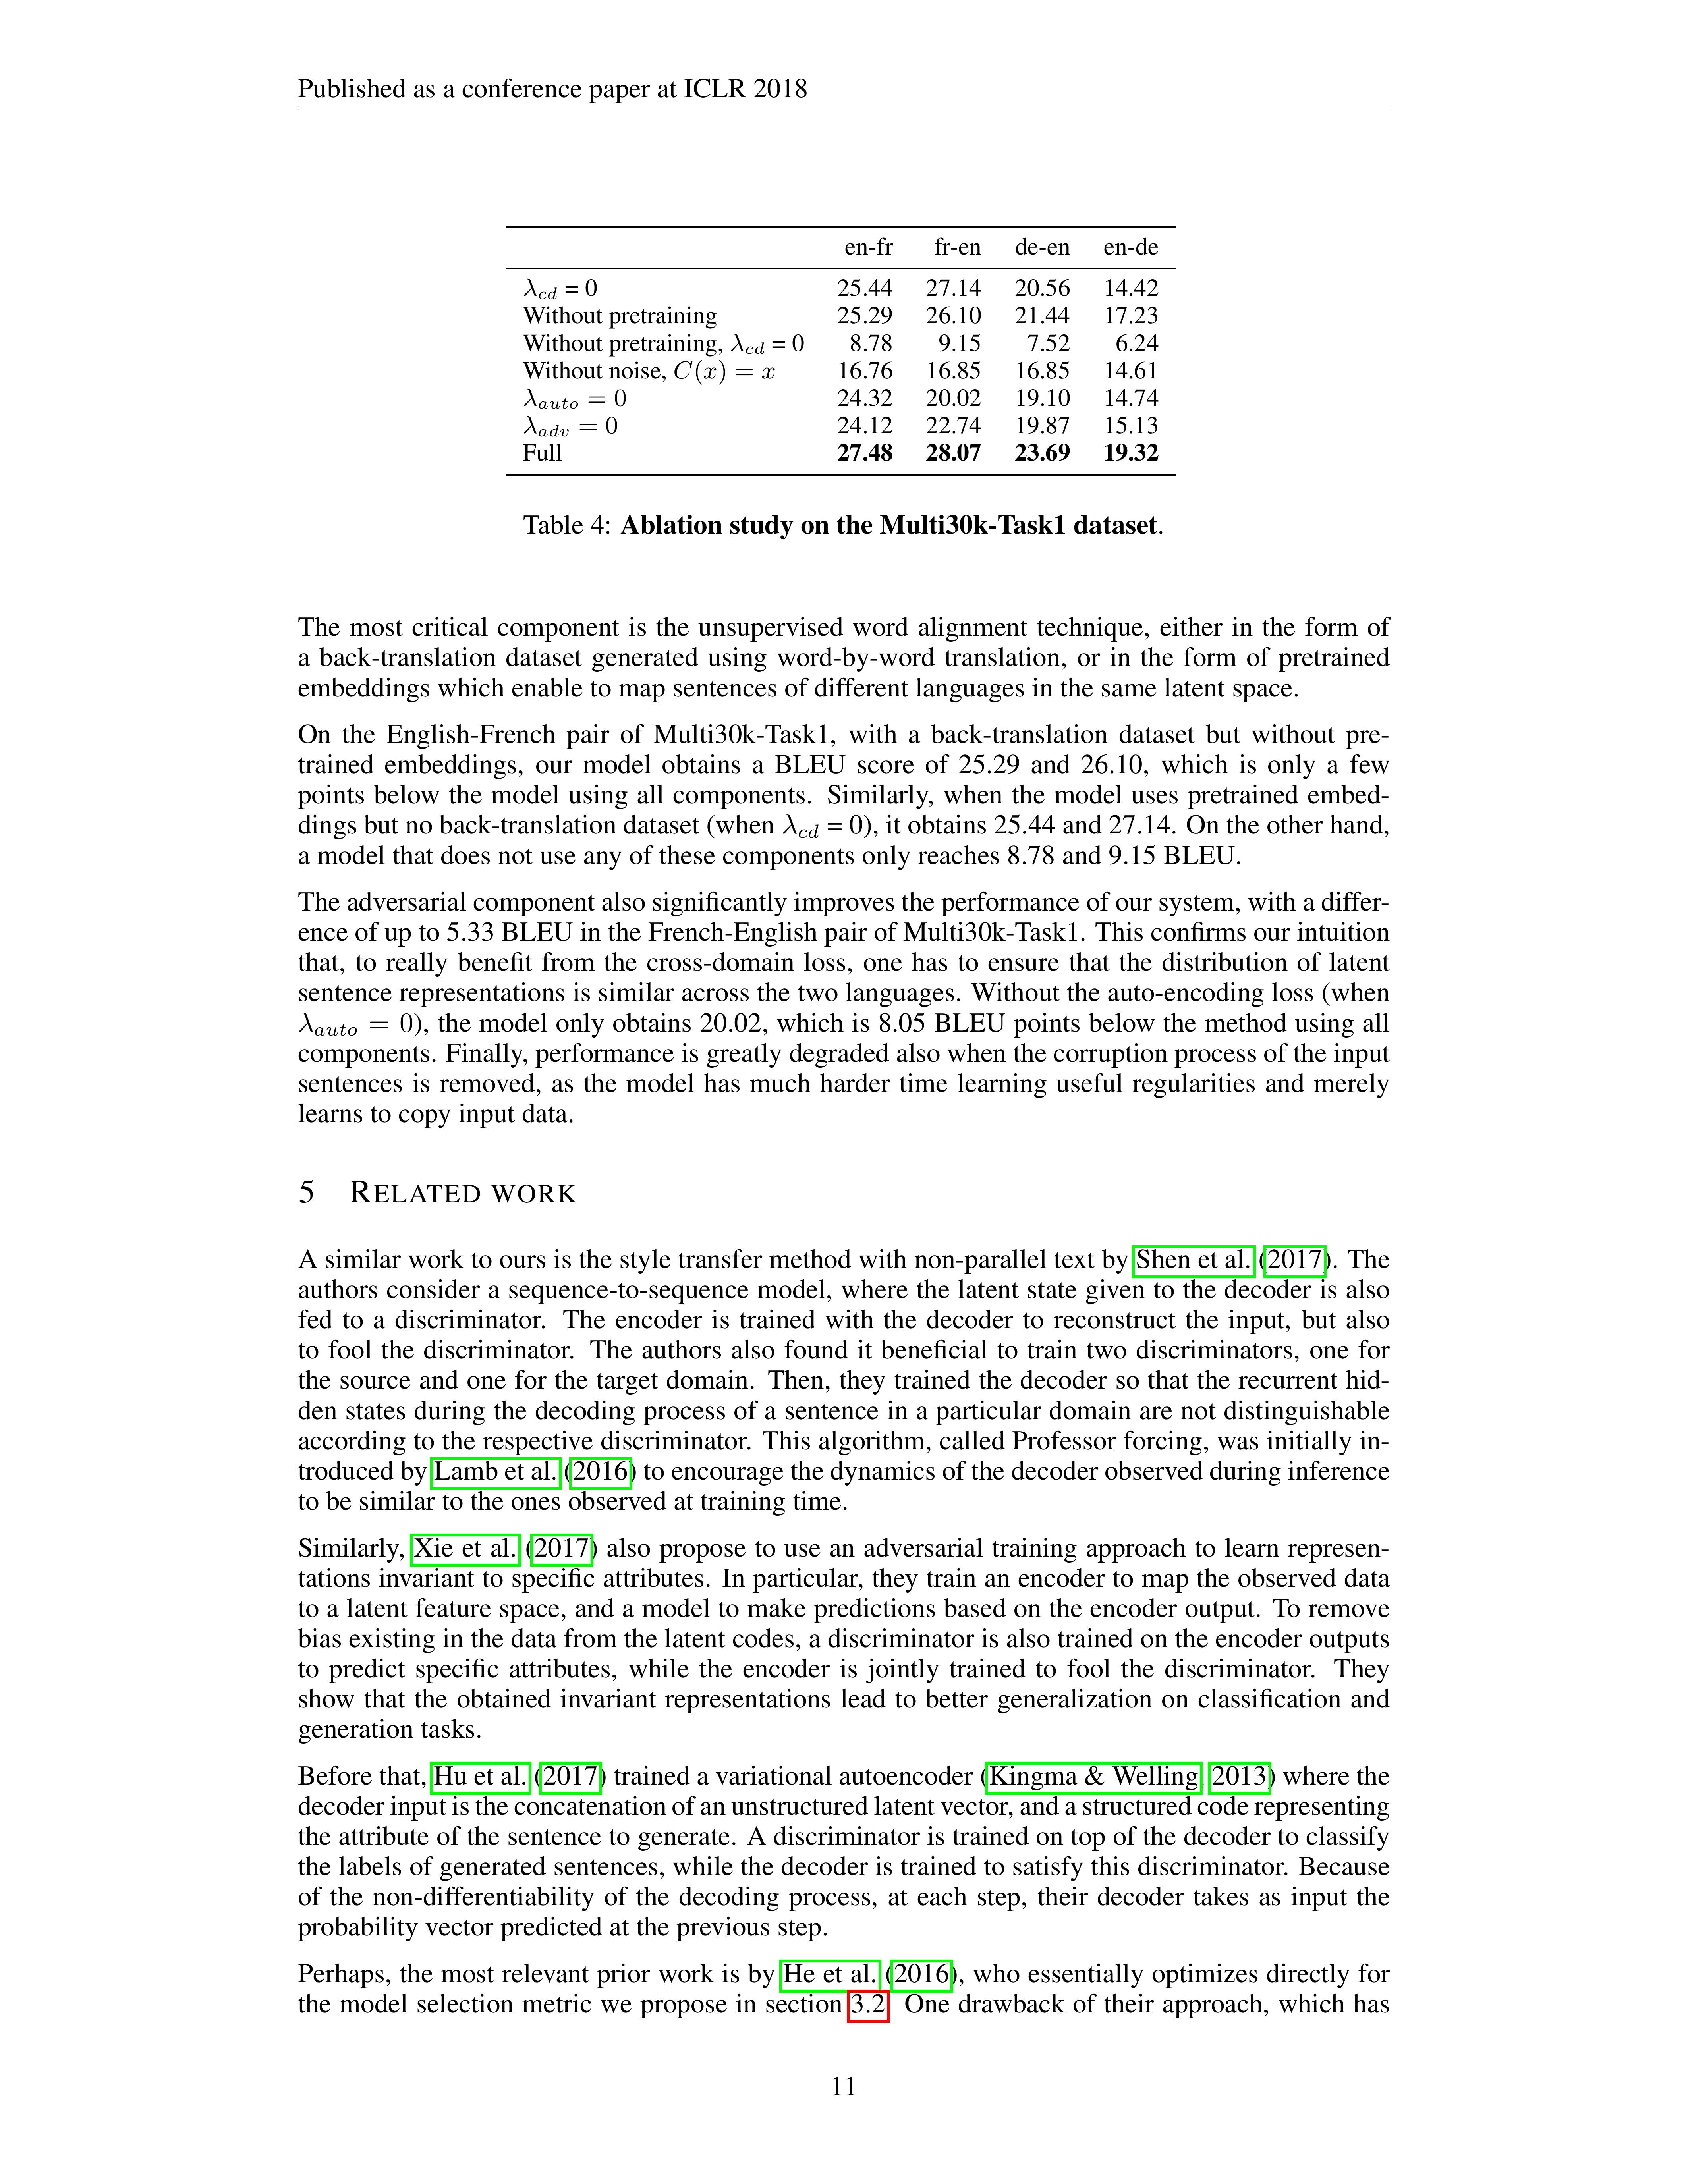 Published as a conference paper at ICLR 2018
en-fr fr-en de-en en-de
λcd = 0 25.44 27.14 20.56 14.42
Without pretraining 25.29 26.10 21.44 17.23
Without pretraining, λcd = 0 8.78 9.15 7.52 6.24
Without noise, C(x) = x 16.76 16.85 16.85 14.61
λauto = 0 24.32 20.02 19.10 14.74
λadv = 0 24.12 22.74 19.87 15.13
Full 27.48 28.07 23.69 19.32
Table 4: Ablation study on the Multi30k-Task1 dataset.
The most critical component is the unsupervised word alignment technique, either in the form of
a back-translation dataset generated using word-by-word translation, or in the form of pretrained
embeddings which enable to map sentences of different languages in the same latent space.
On the English-French pair of Multi30k-Task1, with a back-translation dataset but without pre-
trained embeddings, our model obtains a BLEU score of 25.29 and 26.10, which is only a few
points below the model using all components. Similarly, when the model uses pretrained embed-
dings but no back-translation dataset (when λcd = 0), it obtains 25.44 and 27.14. On the other hand,
a model that does not use any of these components only reaches 8.78 and 9.15 BLEU.
The adversarial component also significantly improves the performance of our system, with a differ-
ence of up to 5.33 BLEU in the French-English pair of Multi30k-Task1. This confirms our intuition
that, to really benefit from the cross-domain loss, one has to ensure that the distribution of latent
sentence representations is similar across the two languages. Without the auto-encoding loss (when
λauto = 0), the model only obtains 20.02, which is 8.05 BLEU points below the method using all
components. Finally, performance is greatly degraded also when the corruption process of the input
sentences is removed, as the model has much harder time learning useful regularities and merely
learns to copy input data.
5 RELATED WORK
A similar work to ours is the style transfer method with non-parallel text by Shen et al. (2017). The
authors consider a sequence-to-sequence model, where the latent state given to the decoder is also
fed to a discriminator. The encoder is trained with the decoder to reconstruct the input, but also
to fool the discriminator. The authors also found it beneficial to train two discriminators, one for
the source and one for the target domain. Then, they trained the decoder so that the recurrent hid-
den states during the decoding process of a sentence in a particular domain are not distinguishable
according to the respective discriminator. This algorithm, called Professor forcing, was initially in-
troduced by Lamb et al. (2016) to encourage the dynamics of the decoder observed during inference
to be similar to the ones observed at training time.
Similarly, Xie et al. (2017) also propose to use an adversarial training approach to learn represen-
tations invariant to specific attributes. In particular, they train an encoder to map the observed data
to a latent feature space, and a model to make predictions based on the encoder output. To remove
bias existing in the data from the latent codes, a discriminator is also trained on the encoder outputs
to predict specific attributes, while the encoder is jointly trained to fool the discriminator. They
show that the obtained invariant representations lead to better generalization on classification and
generation tasks.
Before that, Hu et al. (2017) trained a variational autoencoder (Kingma & Welling, 2013) where the
decoder input is the concatenation of an unstructured latent vector, and a structured code representing
the attribute of the sentence to generate. A discriminator is trained on top of the decoder to classify
the labels of generated sentences, while the decoder is trained to satisfy this discriminator. Because
of the non-differentiability of the decoding process, at each step, their decoder takes as input the
probability vector predicted at the previous step.
Perhaps, the most relevant prior work is by He et al. (2016), who essentially optimizes directly for
the model selection metric we propose in section 3.2. One drawback of their approach, which has
11